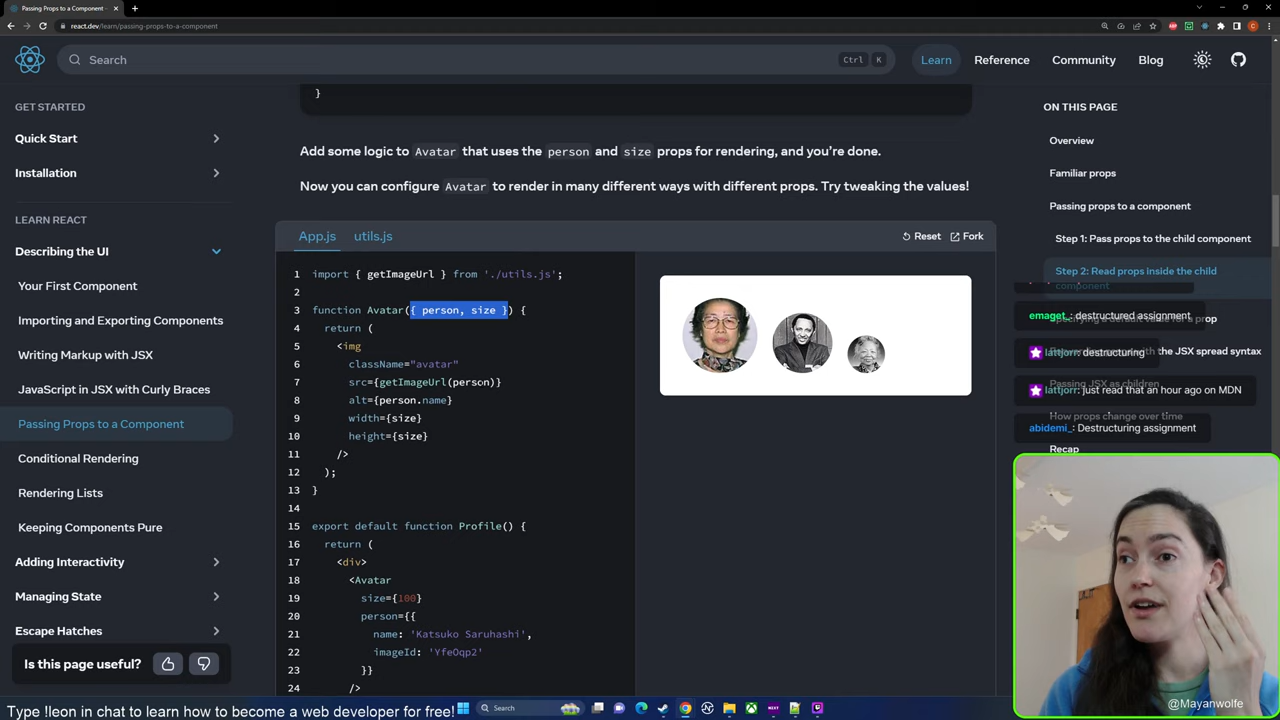 Passing Props to a Component –
react.dev/learn/passing-props-to-a-component
Search
Ctrl K
Learn
Reference
Community
Blog
GET STARTED
Quick Start
Installation
LEARN REACT
Describing the UI
Your First Component
Importing and Exporting Components
Writing Markup with JSX
JavaScript in JSX with Curly Braces
Passing Props to a Component
Conditional Rendering
Rendering Lists
Keeping Components Pure
Adding Interactivity
Managing State
Escape Hatches
Is this page useful?
}
Add some logic to Avatar that uses the person and size props for rendering, and you're done.
Now you can configure Avatar to render in many different ways with different props. Try tweaking the values!
App.js utils.js
Reset Fork
1 import { getImageUrl } from './utils.js';
2
3 function Avatar({ person, size }) {
4 return (
5 <img
6 className="avatar"
7 src={getImageUrl(person)}
8 alt={person.name}
9 width={size}
10 height={size}
11 />
12 );
13 }
14
15 export default function Profile() {
16 return (
17 <div>
18 <Avatar
19 size={100}
20 person={{
21 name: 'Katsuko Saruhashi',
22 imageId: 'YfeOqp2'
23 }}
24 />
ON THIS PAGE
Overview
Familiar props
Passing props to a component
Step 1: Pass props to the child component
Step 2: Read props inside the child
component
emaget_: destructuring assignment
prop
lattjorr: destructuring
the JSX spread syntax
Passing JSX as children
lattjorr: just read that an hour ago on MDN
How props change over time
abidemi_: Destructuring assignment
Recap
@Mayanwolfe
Type !leon in chat to learn how to become a web developer for free!
Search